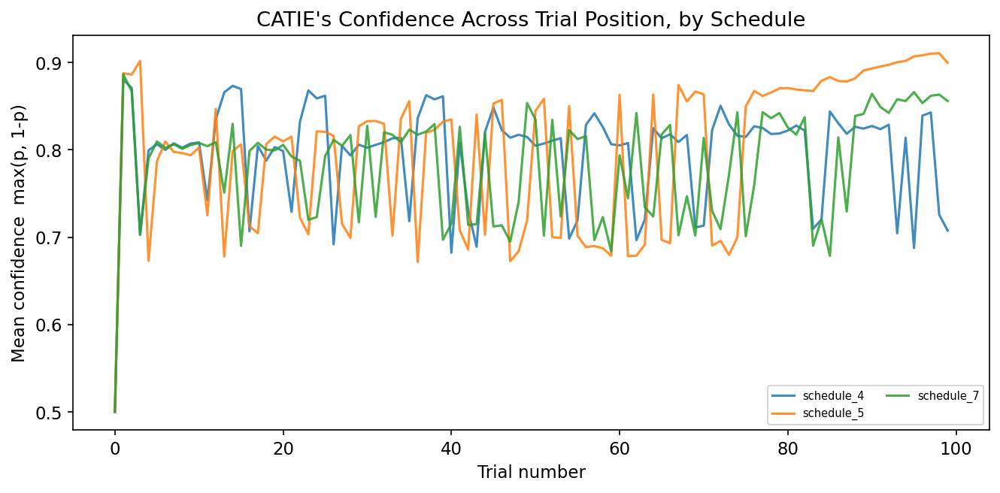 CATIE's Confidence Across Trial Position, by Schedule
Mean confidence  max(p, 1-p)
0.9
0.8
0.7
0.6
0.5
0
20
40
60
80
100
Trial number
schedule_4
schedule_5
schedule_7